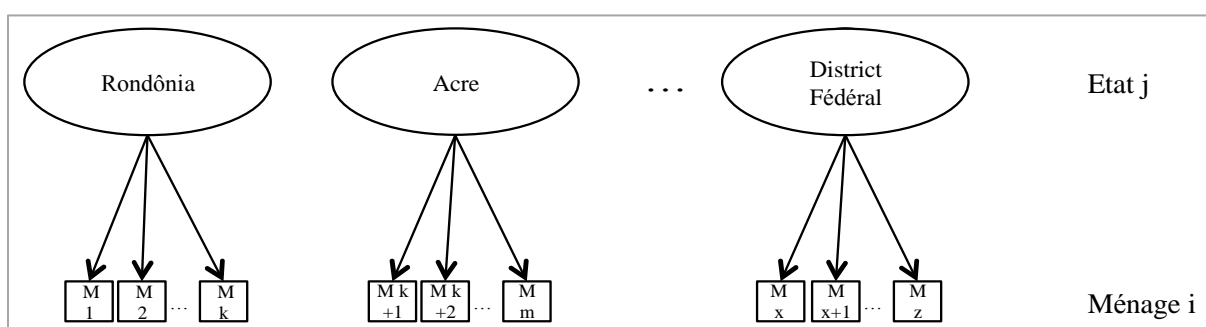 Rondônia
Acre
...
District
Fédéral
Etat j
M
1
M
2
...
M
k
M k
+1
M k
+2
...
M
m
M
x
M
x+1
...
M
z
Ménage i